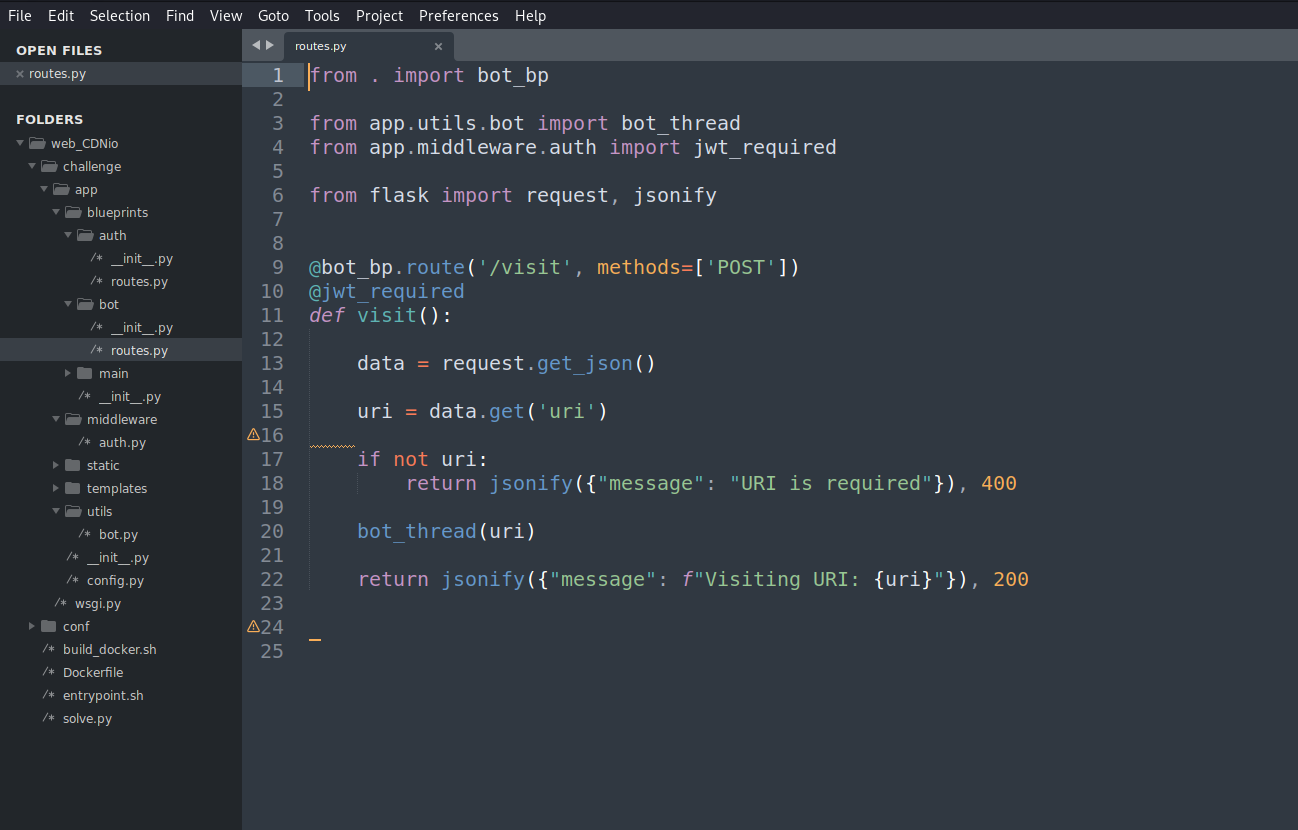 File Edit Selection Find View Goto Tools Project Preferences Help
OPEN FILES
routes.py
FOLDERS
web_CDNio
challenge
app
blueprints
auth
/* __init__.py
/* routes.py
bot
/* __init__.py
/* routes.py
main
/* __init__.py
middleware
/* auth.py
static
templates
utils
/* bot.py
/* __init__.py
/* config.py
/* wsgi.py
conf
/* build_docker.sh
/* Dockerfile
/* entrypoint.sh
/* solve.py
routes.py
1 from . import bot_bp
2
3 from app.utils.bot import bot_thread
4 from app.middleware.auth import jwt_required
5
6 from flask import request, jsonify
7
8
9 @bot_bp.route('/visit', methods=['POST'])
10 @jwt_required
11 def visit():
12
13     data = request.get_json()
14
15     uri = data.get('uri')
16
17     if not uri:
18         return jsonify({"message": "URI is required"}), 400
19
20     bot_thread(uri)
21
22     return jsonify({"message": f"Visiting URI: {uri}"}), 200
23
24
25